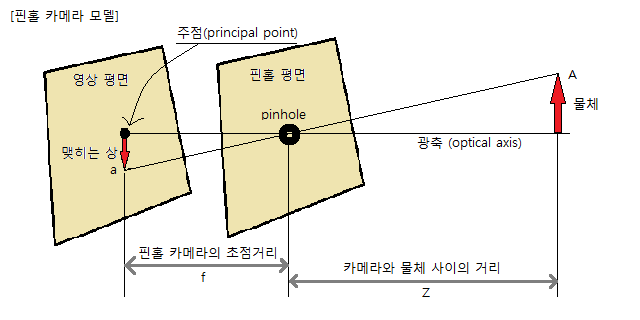 [핀홀 카메라 모델]
주점(principal point)
영상 평면
핀홀 평면
A
물체
pinhole
광축 (optical axis)
맺히는 상
a
핀홀 카메라의 초점거리
f
카메라와 물체 사이의 거리
Z